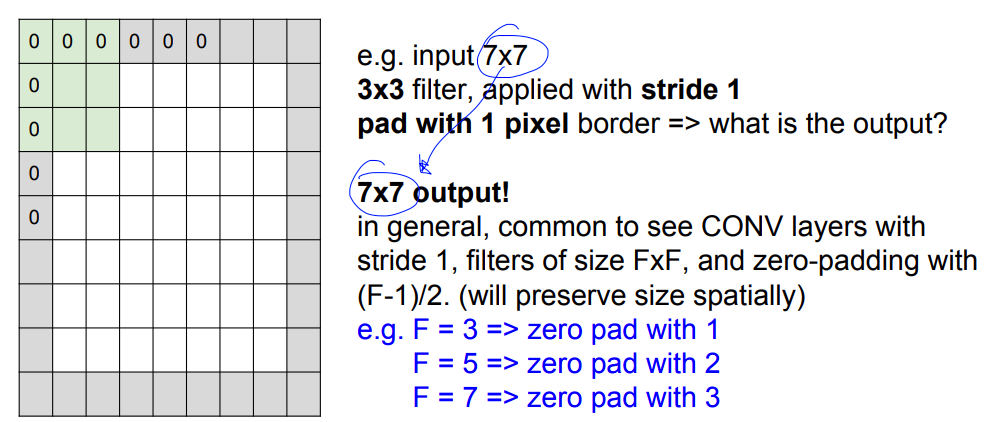 0 0 0 0 0 0
0
0
0
0
e.g. input 7x7
3x3 filter, applied with stride 1
pad with 1 pixel border => what is the output?
7x7 output!
in general, common to see CONV layers with
stride 1, filters of size FxF, and zero-padding with
(F-1)/2. (will preserve size spatially)
e.g. F = 3 => zero pad with 1
F = 5 => zero pad with 2
F = 7 => zero pad with 3